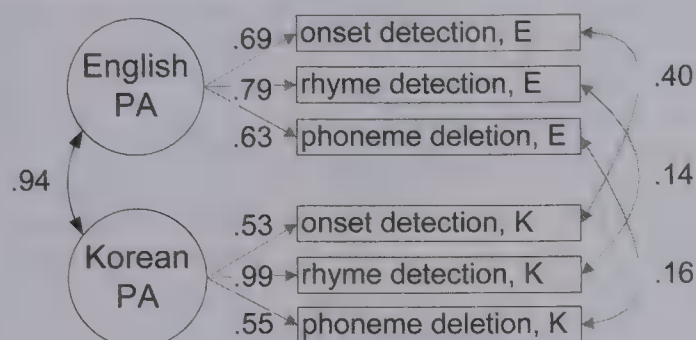 .69 onset detection, E
English PA
.79 rhyme detection, E
.40
.63 phoneme deletion, E
.94
.14
.53 onset detection, K
Korean PA
.99 rhyme detection, K
.16
.55 phoneme deletion, K